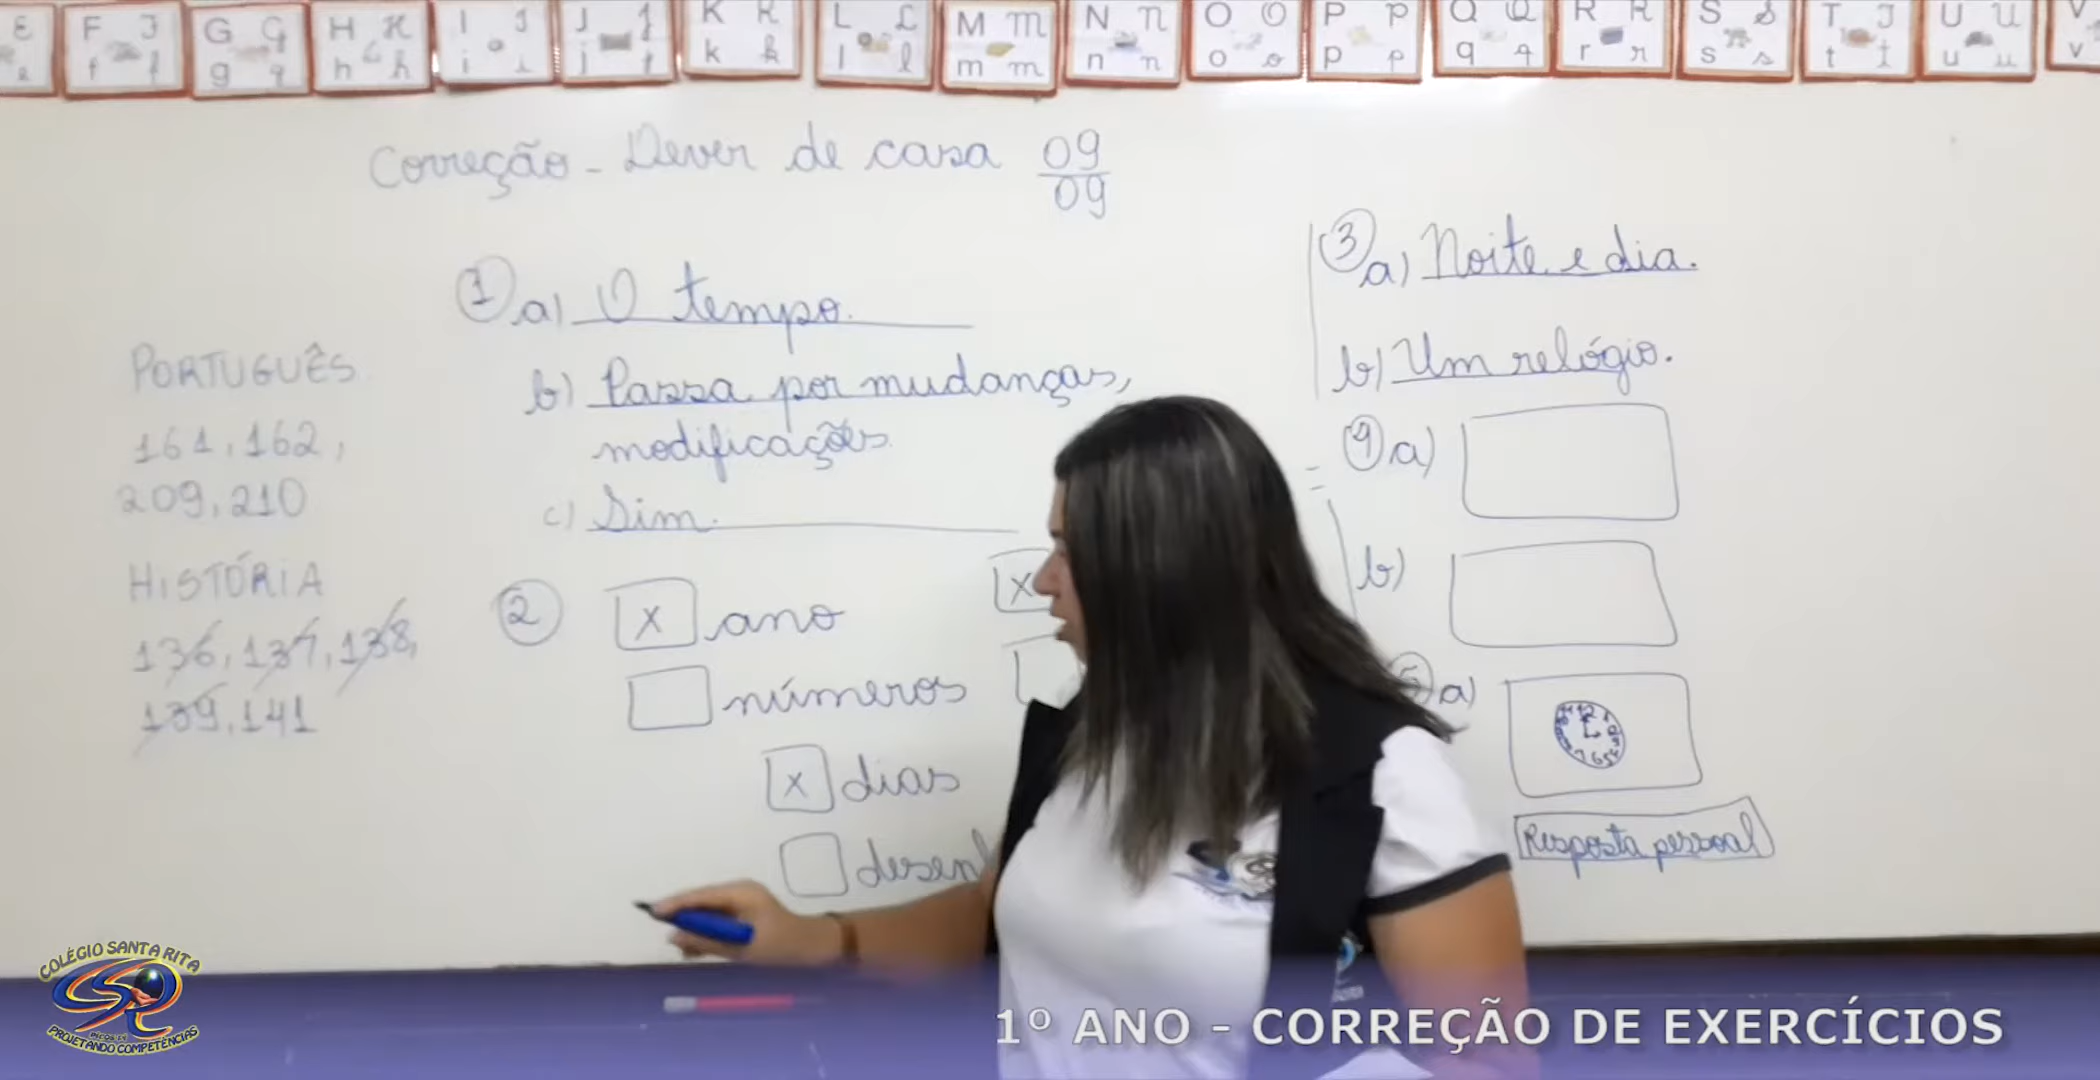 F F f f
G G g g
H H h h
I I i i
J J j j
K K k k
L L l l
M M m m
N N n n
O O o o
P P p p
Q Q q q
R R r r
S S s s
T T t t
U U u u
V v
Correção - Dever de casa 09/09
PORTUGUÊS
161, 162,
209, 210
HISTÓRIA
136, 137, 138,
139, 141
1 a) O tempo.
b) Passa por mudanças,
modificações.
c) Sim.
2 x ano
números
x dias
x
3 a) Noite e dia.
b) Um relógio.
a)
b)
a)
Resposta pessoal
COLÉGIO SANTA RITA
PROJETANDO COMPETÊNCIAS
1º ANO - CORREÇÃO DE EXERCÍCIOS